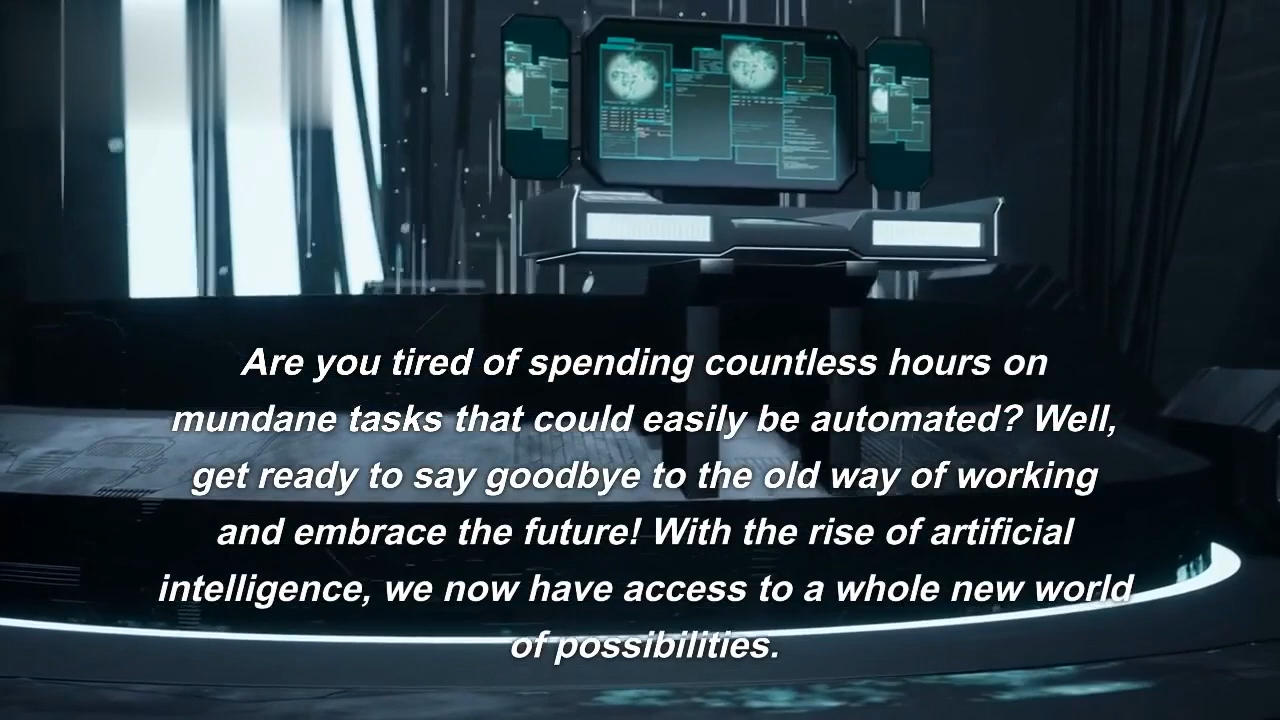 Are you tired of spending countless hours on
mundane tasks that could easily be automated? Well,
get ready to say goodbye to the old way of working
and embrace the future! With the rise of artificial
intelligence, we now have access to a whole new world
of possibilities.